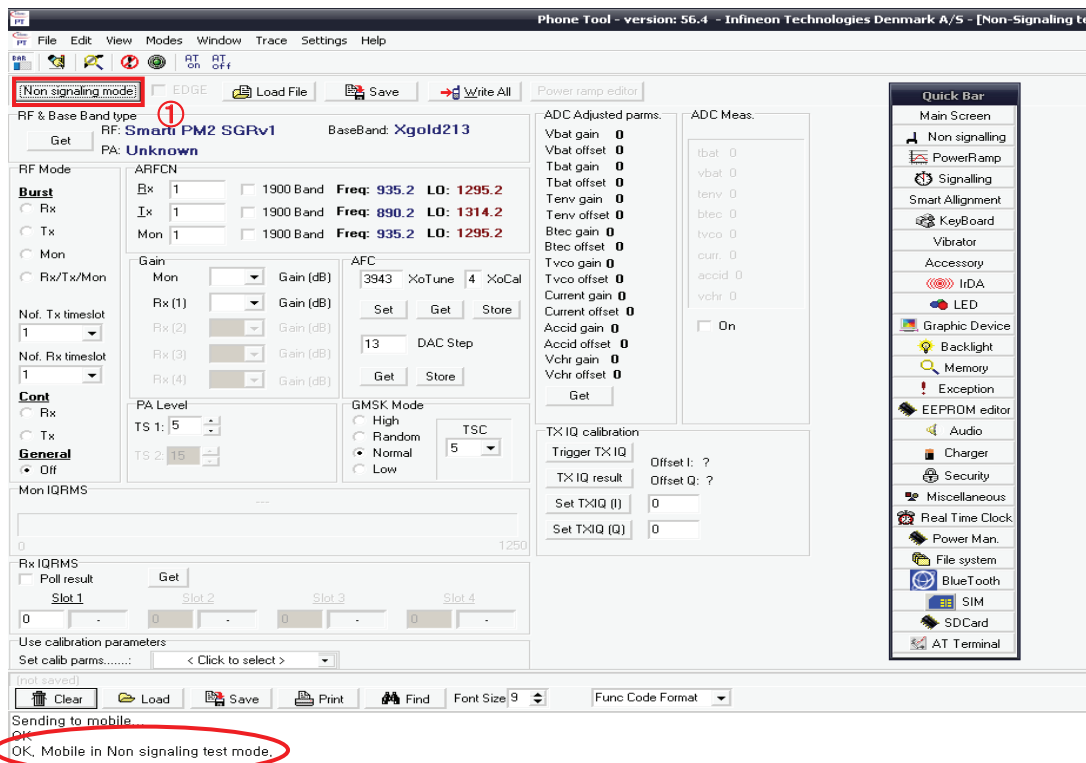 Phone Tool - version: 56.4 - Infineon Technologies Denmark A/S - [Non-Signaling te
File Edit View Modes Window Trace Settings Help
BAR AT on AT off
Non signaling mode EDGE Load File Save Write All Power ramp editor
①
RF & Base Band type
Get RF: Smarti PM2 SGRv1 BaseBand: Xgold213
PA: Unknown
RF Mode
Burst
Rx
Tx
Mon
Rx/Tx/Mon
Nof. Tx timeslot
1
Nof. Rx timeslot
1
Cont
Rx
Tx
General
Off
ARFCN
Rx 1 1900 Band Freq: 935.2 LO: 1295.2
Tx 1 1900 Band Freq: 890.2 LO: 1314.2
Mon 1 1900 Band Freq: 935.2 LO: 1295.2
Gain
Mon Gain (dB)
Rx (1) Gain (dB)
Rx (2) Gain (dB)
Rx (3) Gain (dB)
Rx (4) Gain (dB)
AFC
3943 XoTune 4 XoCal
Set Get Store
13 DAC Step
Get Store
PA Level
TS 1: 5
TS 2: 15
GMSK Mode
High
Random
Normal
Low
TSC
5
Mon IQRMS
---
0 1250
Rx IQRMS
Poll result Get
Slot 1 Slot 2 Slot 3 Slot 4
0 - 0 - 0 - 0 -
Use calibration parameters
Set calib parms......: < Click to select >
ADC Adjusted parms.
Vbat gain 0
Vbat offset 0
Tbat gain 0
Tbat offset 0
Tenv gain 0
Tenv offset 0
Btec gain 0
Btec offset 0
Tvco gain 0
Tvco offset 0
Current gain 0
Current offset 0
Accid gain 0
Accid offset 0
Vchr gain 0
Vchr offset 0
Get
ADC Meas.
tbat 0
vbat 0
tenv 0
btec 0
tvco 0
curr. 0
accid 0
vchr 0
On
TX IQ calibration
Trigger TX IQ
TX IQ result
Offset I: ?
Offset Q: ?
Set TXIQ (I) 0
Set TXIQ (Q) 0
Quick Bar
Main Screen
Non signalling
PowerRamp
Signalling
Smart Allignment
KeyBoard
Vibrator
Accessory
IrDA
LED
Graphic Device
Backlight
Memory
Exception
EEPROM editor
Audio
Charger
Security
Miscellaneous
Real Time Clock
Power Man.
File system
BlueTooth
SIM
SDCard
AT Terminal
(not saved)
Clear Load Save Print Find Font Size 9 Func Code Format
Sending to mobile...
OK
OK, Mobile in Non signaling test mode.